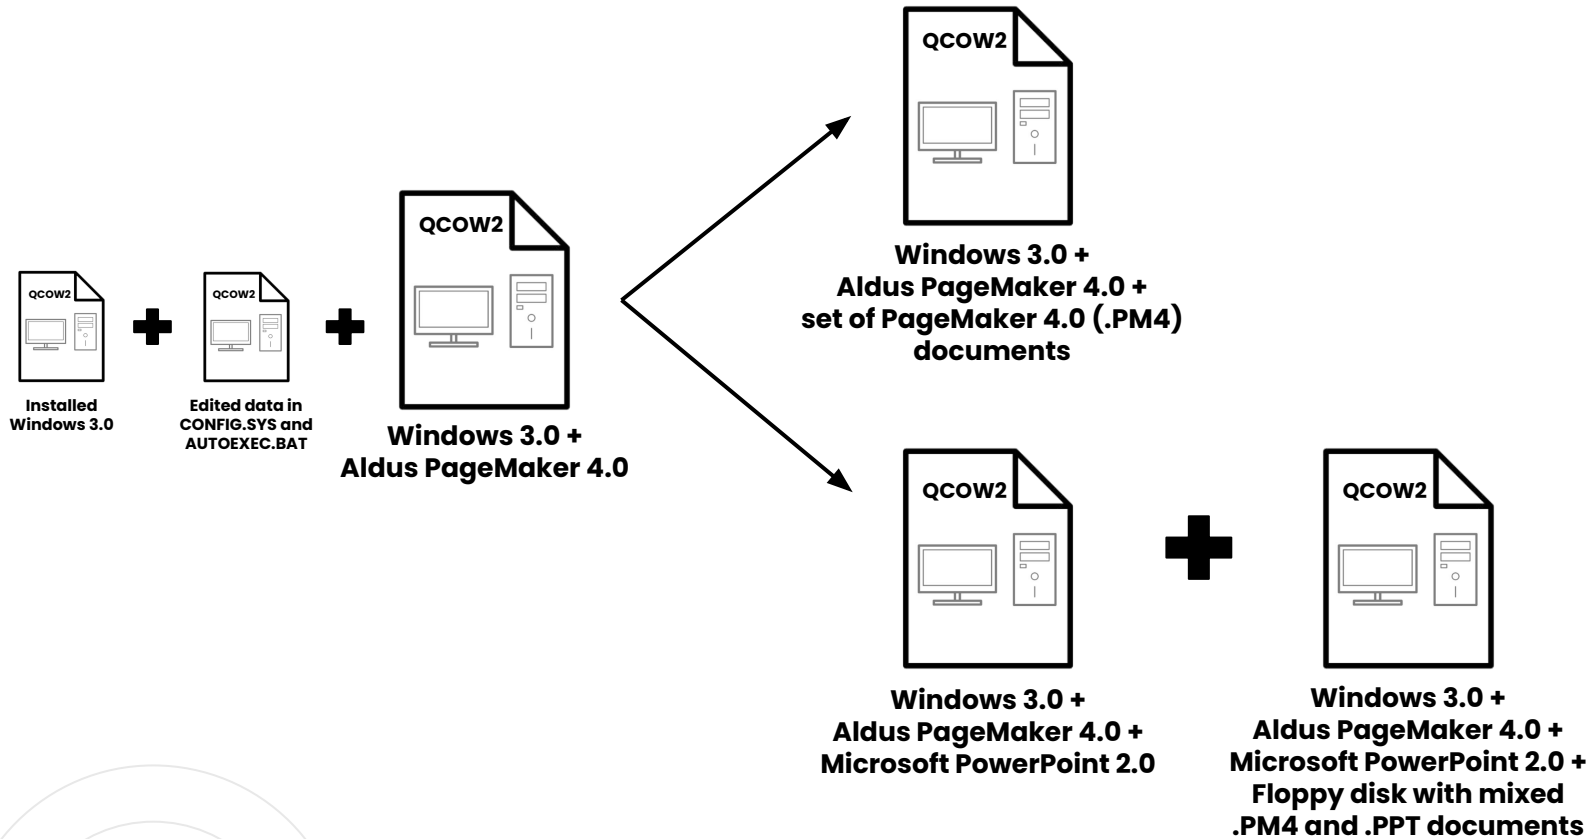 QCOW2
Installed
Windows 3.0
QCOW2
Edited data in
CONFIG.SYS and
AUTOEXEC.BAT
QCOW2
Windows 3.0 +
Aldus PageMaker 4.0
QCOW2
Windows 3.0 +
Aldus PageMaker 4.0 +
set of PageMaker 4.0 (.PM4)
documents
QCOW2
Windows 3.0 +
Aldus PageMaker 4.0 +
Microsoft PowerPoint 2.0
QCOW2
Windows 3.0 +
Aldus PageMaker 4.0 +
Microsoft PowerPoint 2.0 +
Floppy disk with mixed
.PM4 and .PPT documents